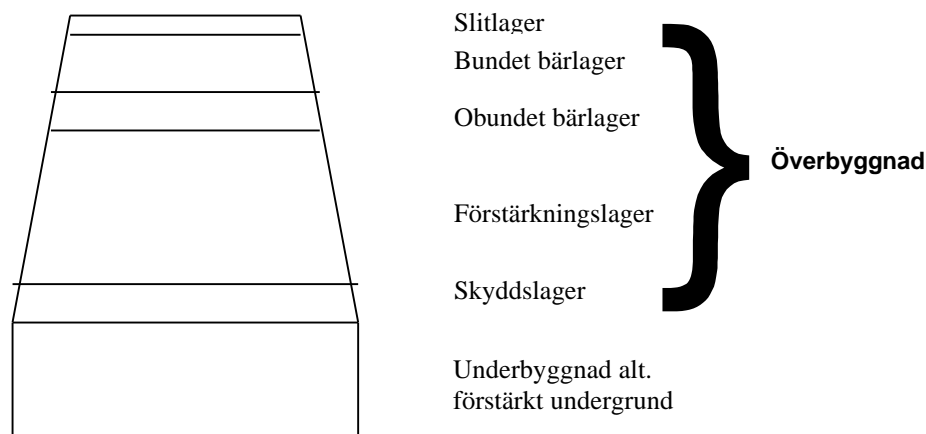 Slitlager
Bundet bärlager
Obundet bärlager
Överbyggnad
Förstärkningslager
Skyddslager
Underbyggnad alt.
förstärkt undergrund